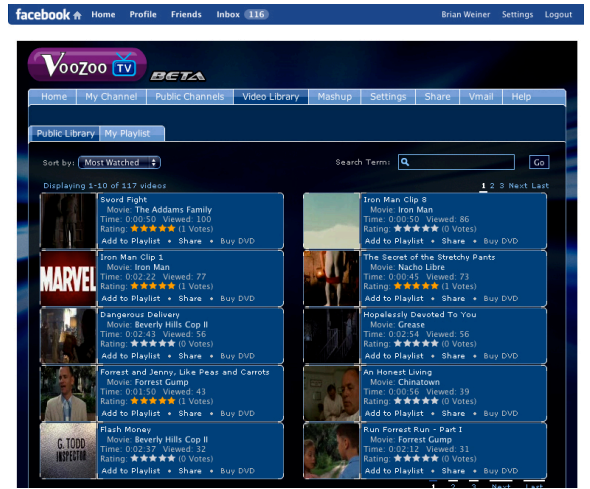 facebook Home Profile Friends Inbox 116 Brian Weiner Settings Logout
VooZoo TV BETA
Home My Channel Public Channels Video Library Mashup Settings Share Vmail Help
Public Library My Playlist
Sort by: Most Watched Search Term: Go
Displaying 1-10 of 117 videos 1 2 3 Next Last
Sword Fight
Movie: The Addams Family
Time: 0:00:50 Viewed: 100
Rating: (1 Votes)
Add to Playlist • Share • Buy DVD
Iron Man Clip 8
Movie: Iron Man
Time: 0:00:50 Viewed: 86
Rating: (0 Votes)
Add to Playlist • Share • Buy DVD
MARVEL
Iron Man Clip 1
Movie: Iron Man
Time: 0:02:22 Viewed: 77
Rating: (1 Votes)
Add to Playlist • Share • Buy DVD
The Secret of the Stretchy Pants
Movie: Nacho Libre
Time: 0:00:45 Viewed: 73
Rating: (1 Votes)
Add to Playlist • Share • Buy DVD
Dangerous Delivery
Movie: Beverly Hills Cop II
Time: 0:02:43 Viewed: 56
Rating: (0 Votes)
Add to Playlist • Share • Buy DVD
Hopelessly Devoted To You
Movie: Grease
Time: 0:02:54 Viewed: 56
Rating: (0 Votes)
Add to Playlist • Share • Buy DVD
Forrest and Jenny, Like Peas and Carrots
Movie: Forrest Gump
Time: 0:01:50 Viewed: 43
Rating: (1 Votes)
Add to Playlist • Share • Buy DVD
An Honest Living
Movie: Chinatown
Time: 0:00:56 Viewed: 39
Rating: (0 Votes)
Add to Playlist • Share • Buy DVD
G. TODD
INSPECTOR
Flash Money
Movie: Beverly Hills Cop II
Time: 0:02:37 Viewed: 32
Rating: (0 Votes)
Add to Playlist • Share • Buy DVD
Run Forrest Run - Part I
Movie: Forrest Gump
Time: 0:02:12 Viewed: 31
Rating: (0 Votes)
Add to Playlist • Share • Buy DVD
1 2 3 Next Last